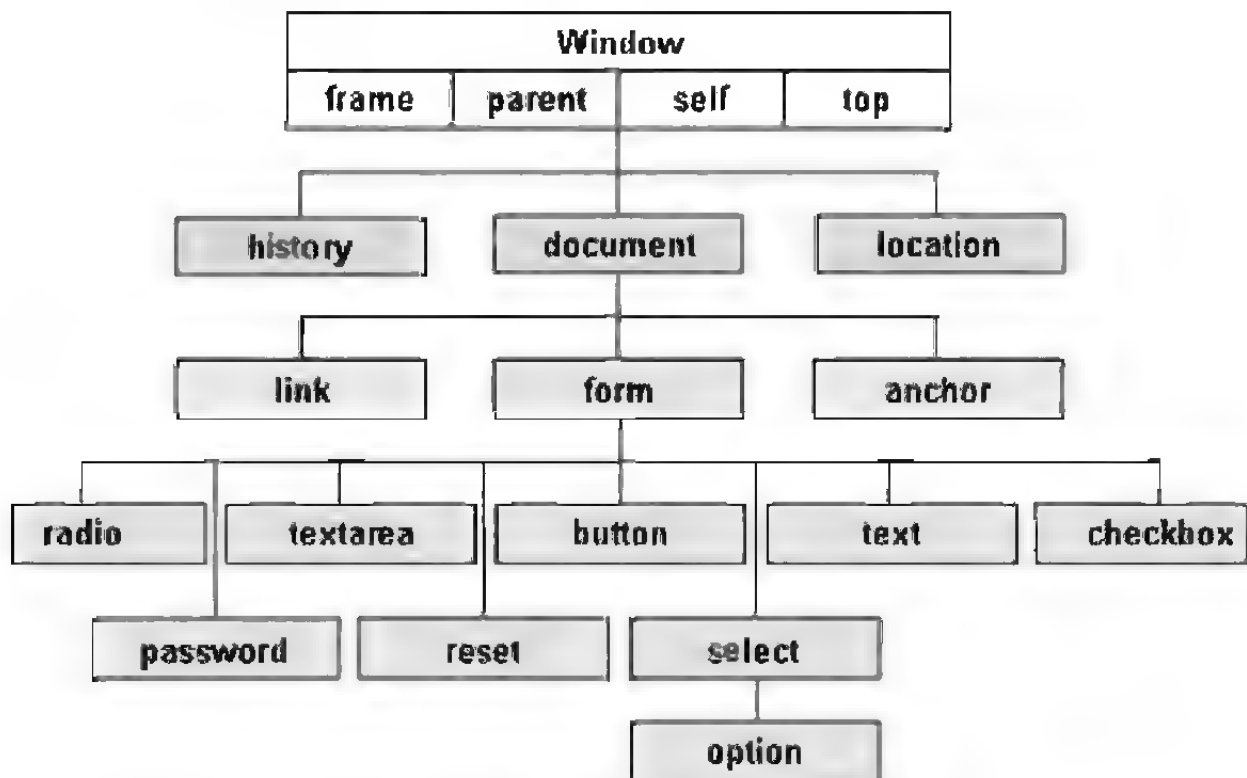 Window
frame parent self top
history document location
link form anchor
radio textarea button text checkbox
password reset select
option